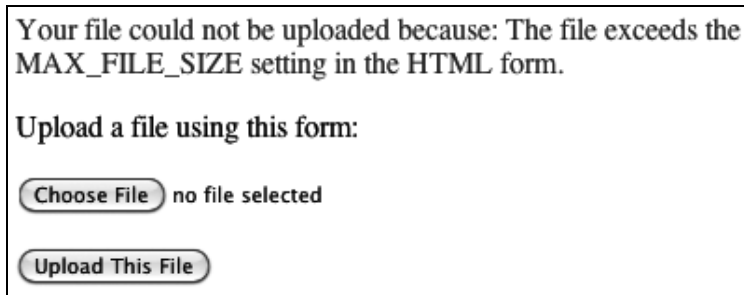 Your file could not be uploaded because: The file exceeds the
MAX_FILE_SIZE setting in the HTML form.
Upload a file using this form:
Choose File no file selected
Upload This File